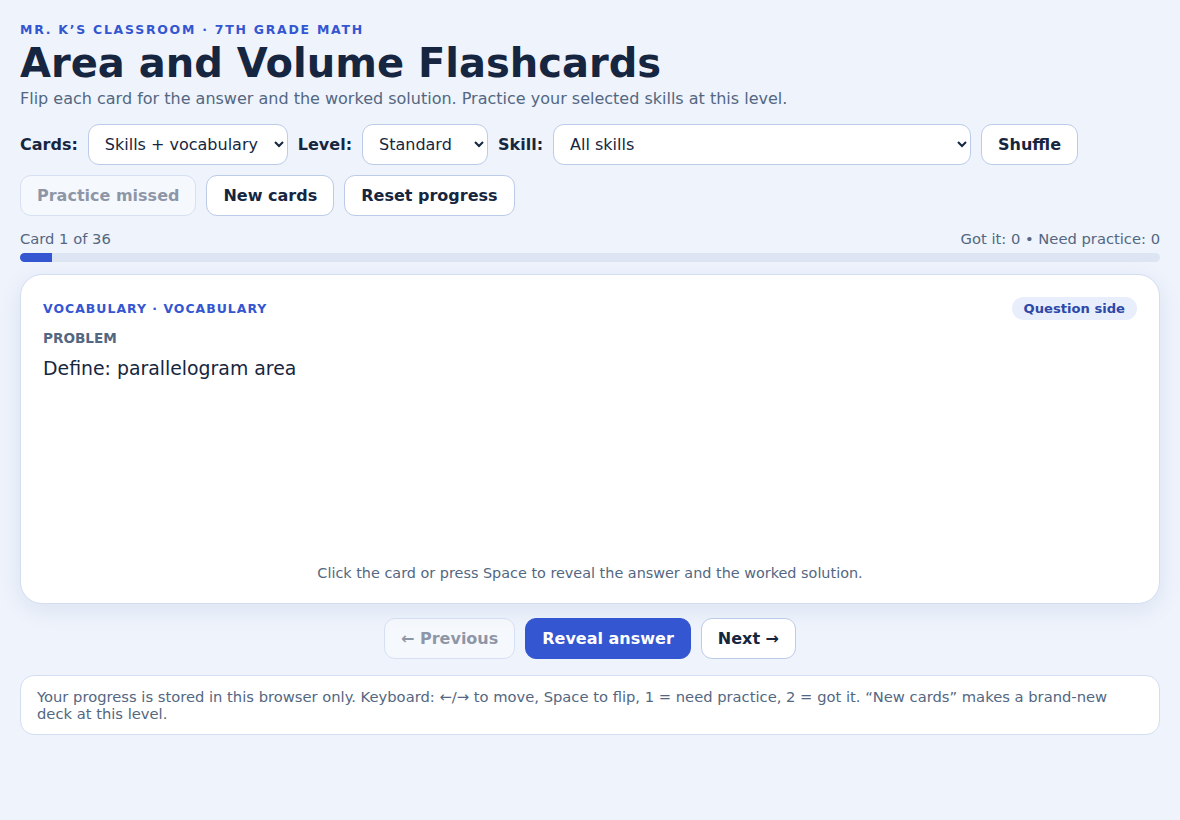 MR. K’S CLASSROOM · 7TH GRADE MATH
Area and Volume Flashcards
Flip each card for the answer and the worked solution. Practice your selected skills at this level.
Cards: Skills + vocabulary Level: Standard Skill: All skills Shuffle
Practice missed New cards Reset progress
Card 1 of 36 Got it: 0 • Need practice: 0
VOCABULARY · VOCABULARY Question side
PROBLEM
Define: parallelogram area
Click the card or press Space to reveal the answer and the worked solution.
← Previous Reveal answer Next →
Your progress is stored in this browser only. Keyboard: ←/→ to move, Space to flip, 1 = need practice, 2 = got it. “New cards” makes a brand-new
deck at this level.